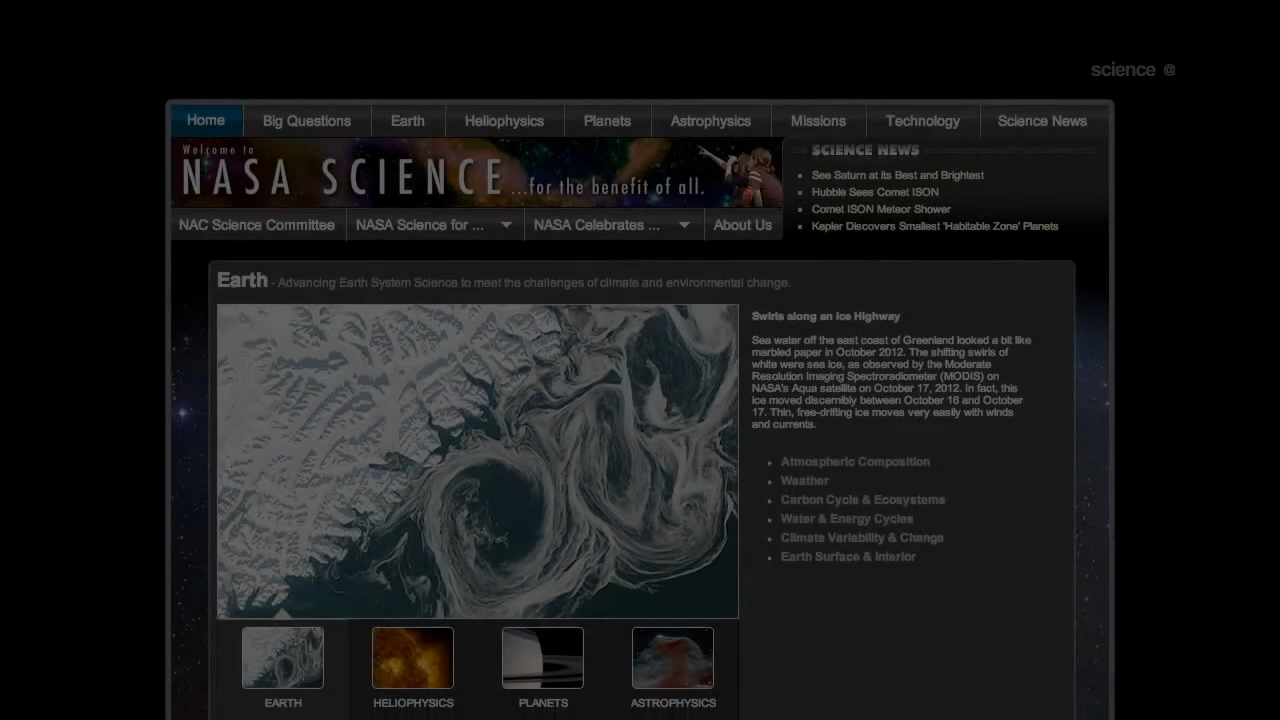 science @
Home Big Questions Earth Heliophysics Planets Astrophysics Missions Technology Science News
Welcome to
NASA SCIENCE ...for the benefit of all.
SCIENCE NEWS
See Saturn at its Best and Brightest
Hubble Sees Comet ISON
Comet ISON Meteor Shower
Kepler Discovers Smallest 'Habitable Zone' Planets
NAC Science Committee NASA Science for ... NASA Celebrates ... About Us
Earth - Advancing Earth System Science to meet the challenges of climate and environmental change.
Swirls along an Ice Highway
Sea water off the east coast of Greenland looked a bit like
marbled paper in October 2012. The shifting swirls of
white were sea ice, as observed by the Moderate
Resolution Imaging Spectroradiometer (MODIS) on
NASA's Aqua satellite on October 17, 2012. In fact, this
ice moved discernibly between October 16 and October
17. Thin, free-drifting ice moves very easily with winds
and currents.
Atmospheric Composition
Weather
Carbon Cycle & Ecosystems
Water & Energy Cycles
Climate Variability & Change
Earth Surface & Interior
EARTH HELIOPHYSICS PLANETS ASTROPHYSICS